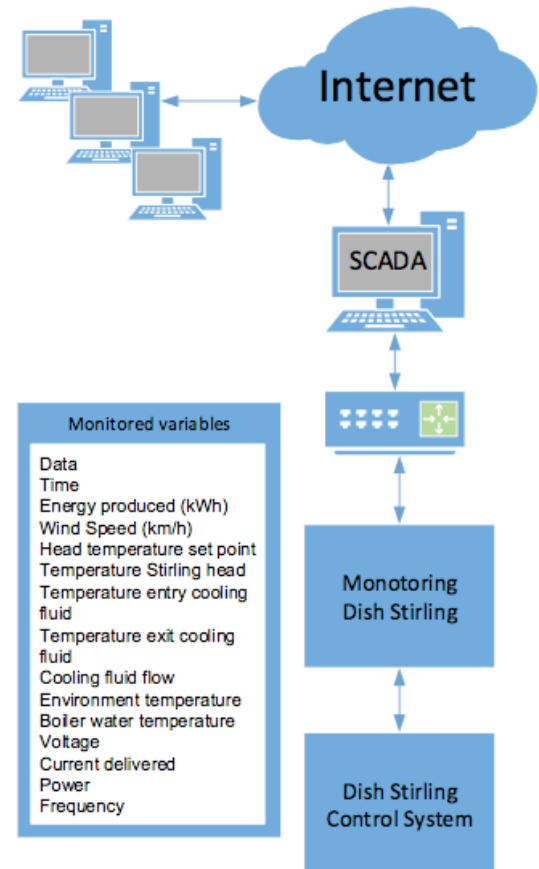 Internet
SCADA
Monitored variables
Data
Time
Energy produced (kWh)
Wind Speed (km/h)
Head temperature set point
Temperature Stirling head
Temperature entry cooling
fluid
Temperature exit cooling
fluid
Cooling fluid flow
Environment temperature
Boiler water temperature
Voltage
Current delivered
Power
Frequency
Monotoring
Dish Stirling
Dish Stirling
Control System